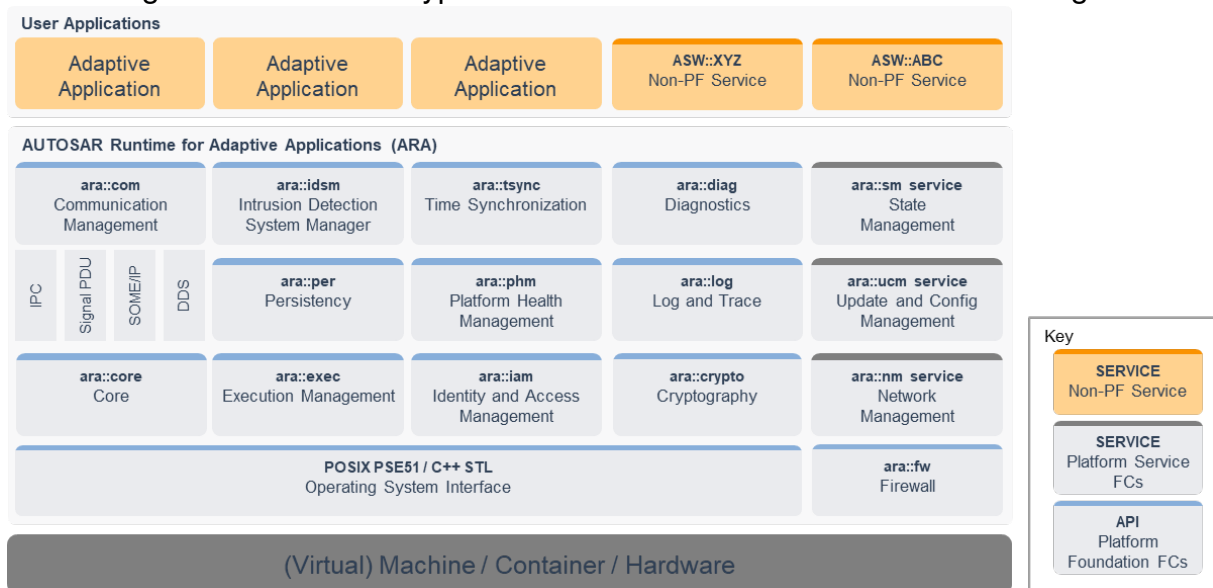 User Applications
Adaptive
Application
Adaptive
Application
Adaptive
Application
ASW::XYZ
Non-PF Service
ASW::ABC
Non-PF Service
AUTOSAR Runtime for Adaptive Applications (ARA)
ara::com
Communication
Management
ara::idsm
Intrusion Detection
System Manager
ara::tsync
Time Synchronization
ara::diag
Diagnostics
ara::sm service
State
Management
IPC
Signal PDU
SOME/IP
DDS
ara::per
Persistency
ara::phm
Platform Health
Management
ara::log
Log and Trace
ara::ucm service
Update and Config
Management
ara::core
Core
ara::exec
Execution Management
ara::iam
Identity and Access
Management
ara::crypto
Cryptography
ara::nm service
Network
Management
POSIX PSE51 / C++ STL
Operating System Interface
ara::fw
Firewall
(Virtual) Machine / Container / Hardware
Key
SERVICE
Non-PF Service
SERVICE
Platform Service
FCs
API
Platform
Foundation FCs